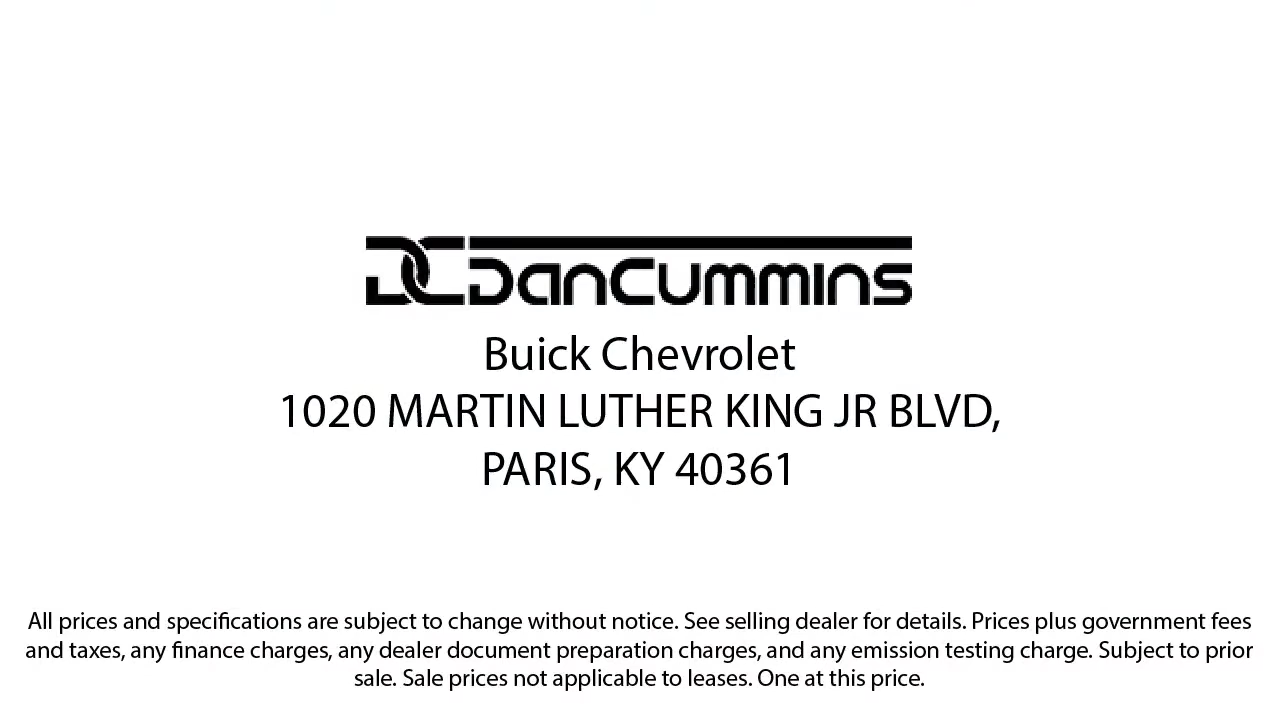 DC DanCummins
Buick Chevrolet
1020 MARTIN LUTHER KING JR BLVD,
PARIS, KY 40361
All prices and specifications are subject to change without notice. See selling dealer for details. Prices plus government fees
and taxes, any finance charges, any dealer document preparation charges, and any emission testing charge. Subject to prior
sale. Sale prices not applicable to leases. One at this price.